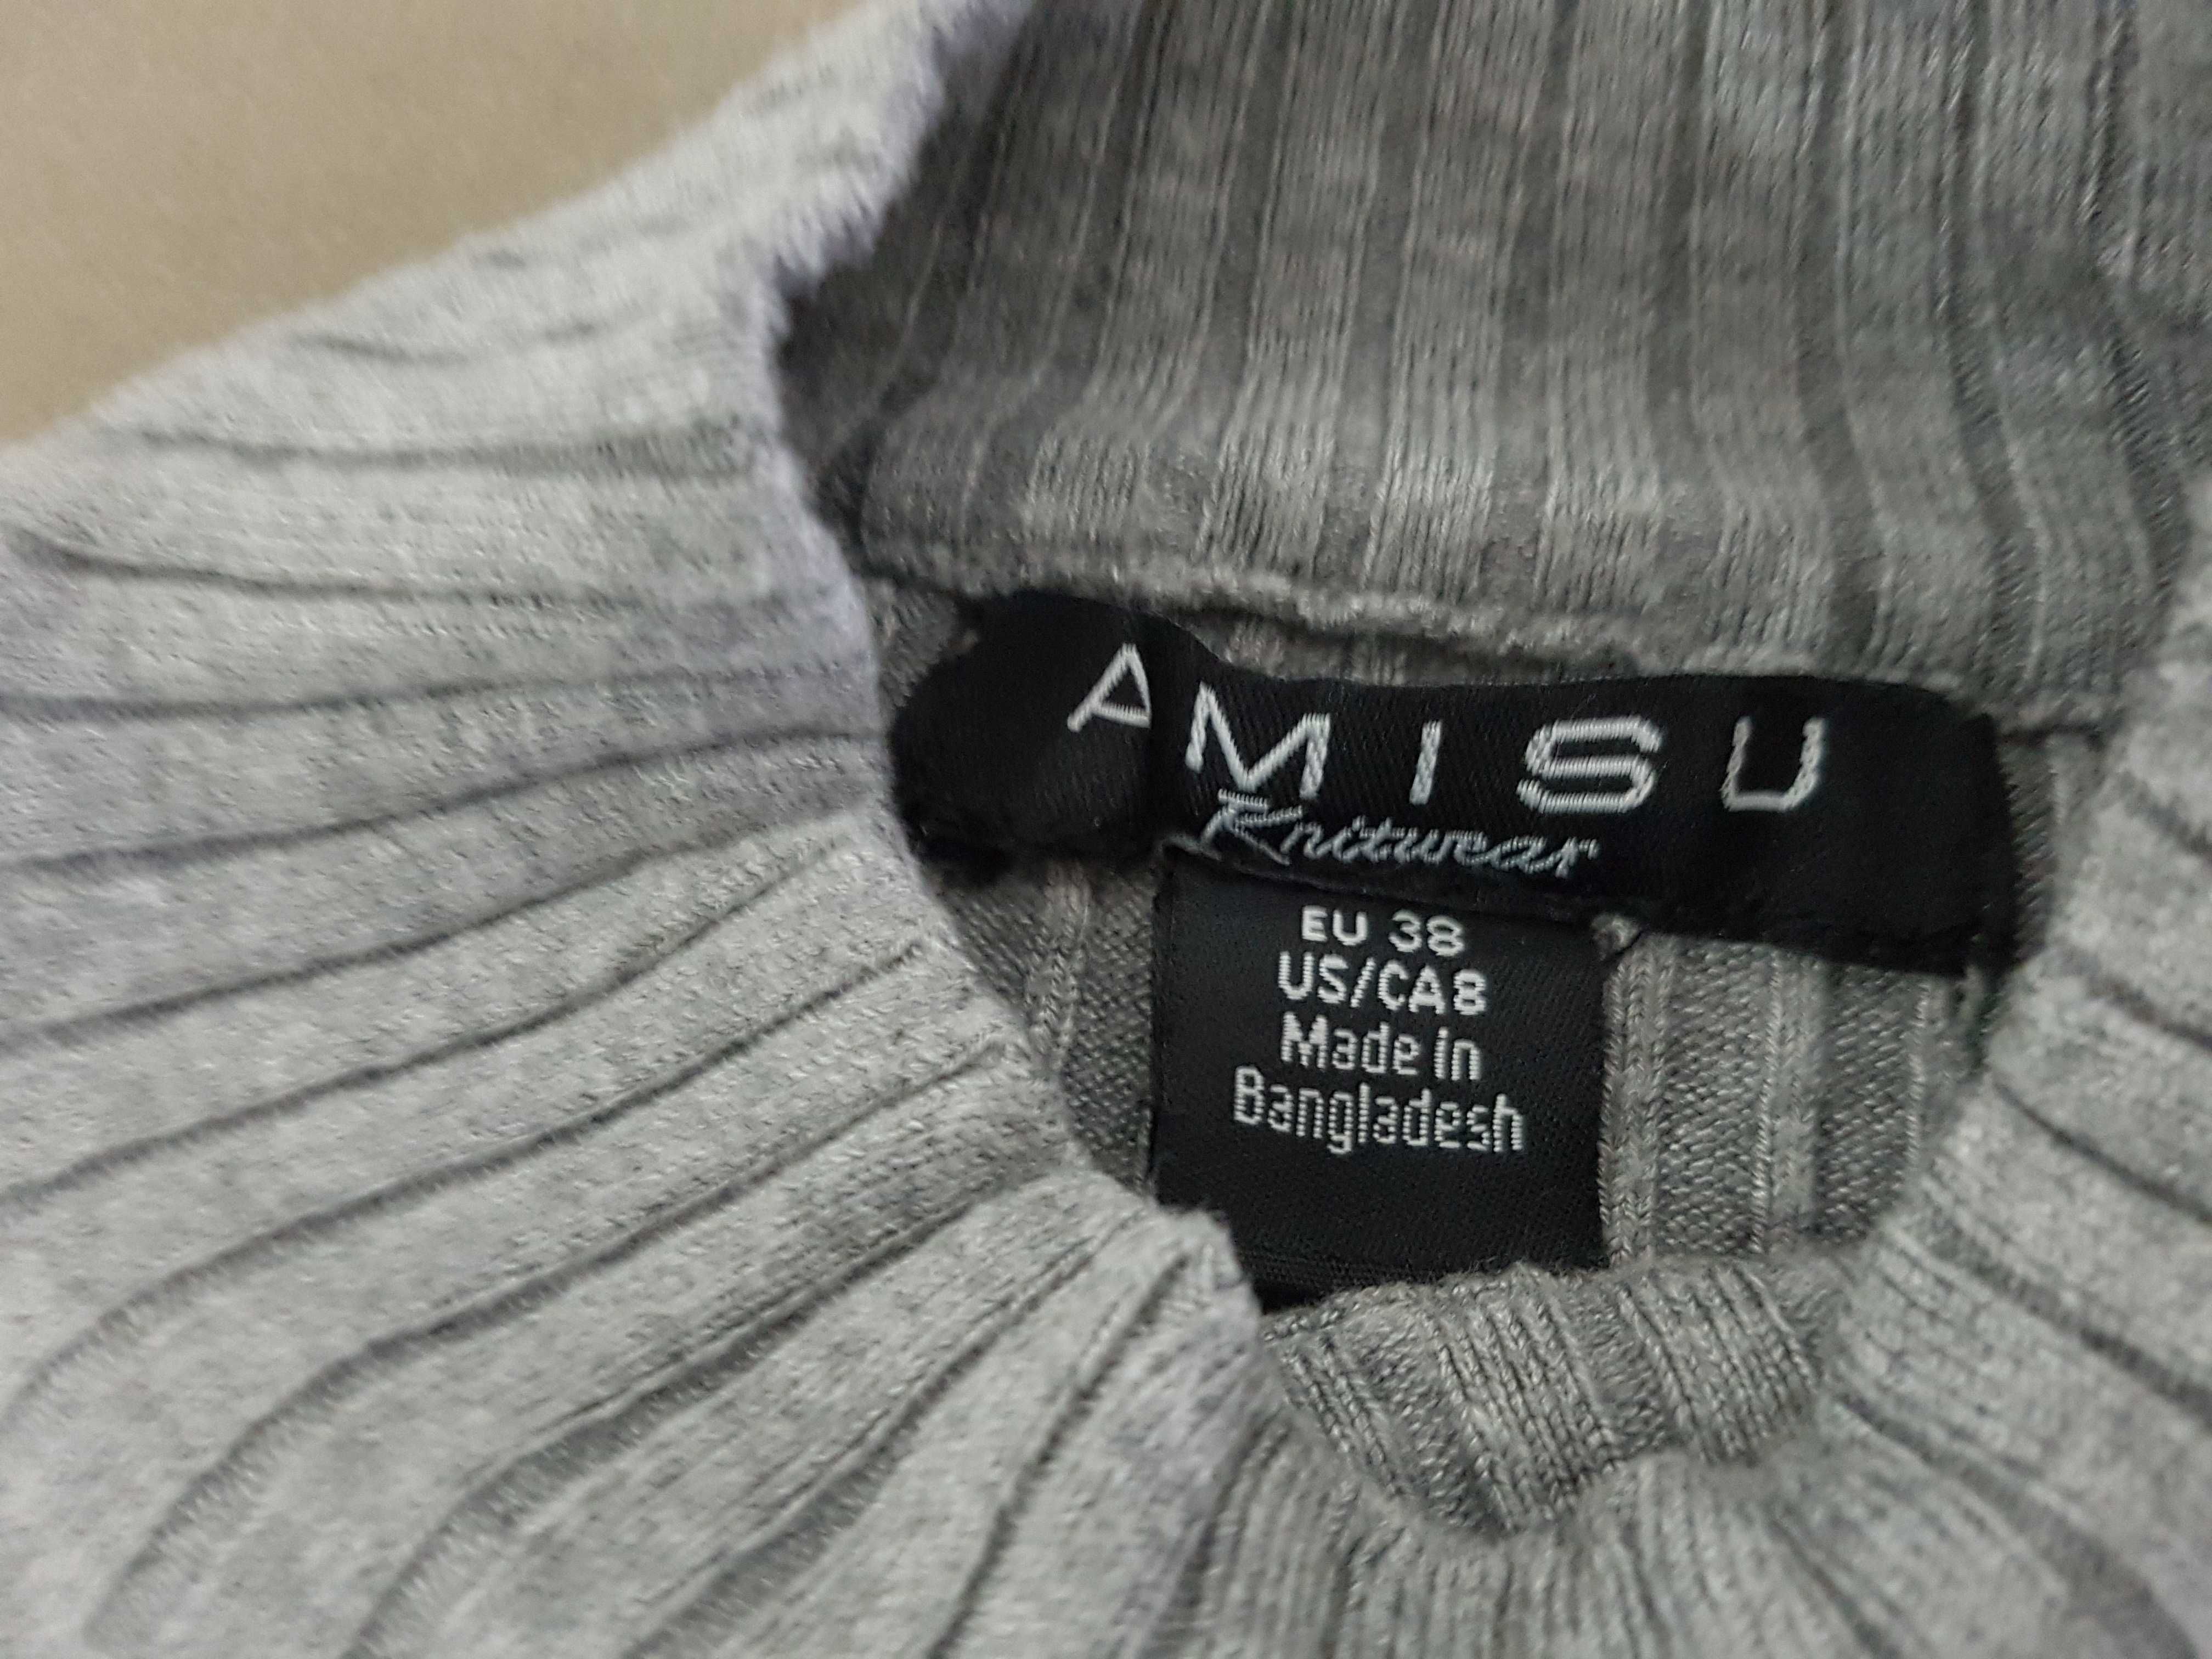 AMISU
Knitwear
EU 38
US/CA8
Made in
Bangladesh